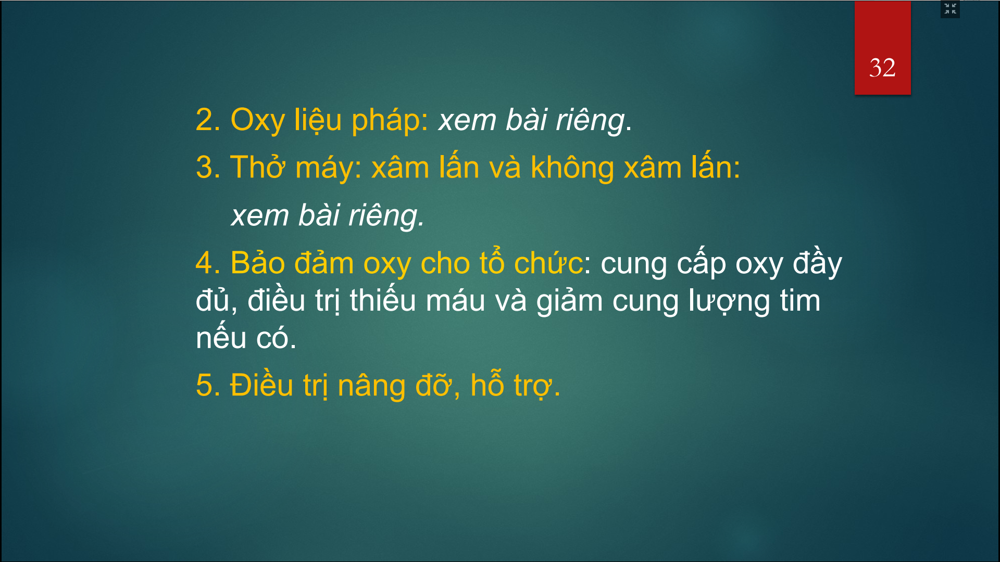 32
2. Oxy liệu pháp: xem bài riêng.
3. Thở máy: xâm lấn và không xâm lấn:
xem bài riêng.
4. Bảo đảm oxy cho tổ chức: cung cấp oxy đầy
đủ, điều trị thiếu máu và giảm cung lượng tim
nếu có.
5. Điều trị nâng đỡ, hỗ trợ.